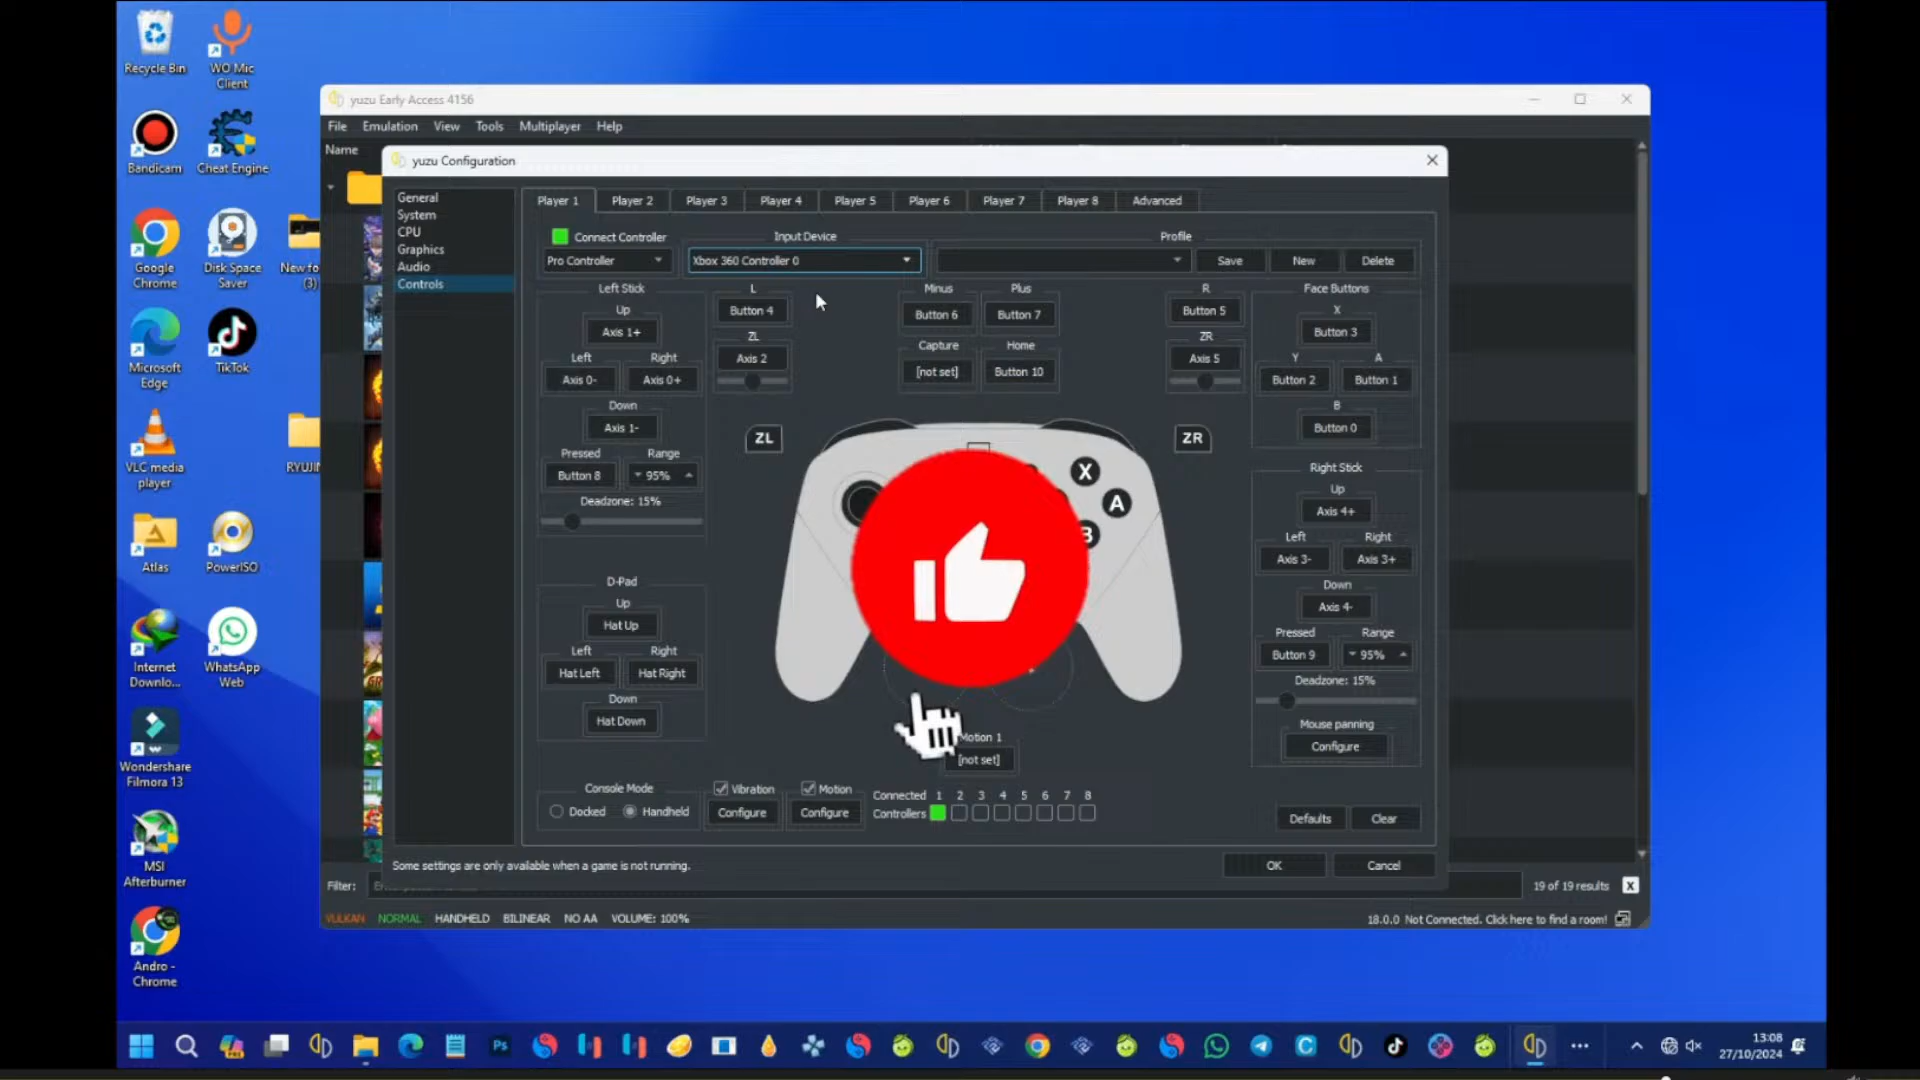 Recycle Bin
WO Mic
Client
Bandicam
Cheat Engine
Google
Chrome
Disk Space
Saver
New fo
(3)
Microsoft
Edge
TikTok
VLC media
player
RYUJIN
Atlas
PowerISO
Internet
Downlo...
WhatsApp
Web
Wondershare
Filmora 13
MSI
Afterburner
Andro -
Chrome
yuzu Early Access 4156
File Emulation View Tools Multiplayer Help
Name
yuzu Configuration
General
System
CPU
Graphics
Audio
Controls
Player 1 Player 2 Player 3 Player 4 Player 5 Player 6 Player 7 Player 8 Advanced
Connect Controller Input Device Profile
Pro Controller Xbox 360 Controller 0 Save New Delete
Left Stick
Up
Axis 1+
Left Right
Axis 0- Axis 0+
Down
Axis 1-
Pressed Range
Button 8 95%
Deadzone: 15%
D-Pad
Up
Hat Up
Left Right
Hat Left Hat Right
Down
Hat Down
L
Button 4
ZL
Axis 2
Minus Plus
Button 6 Button 7
Capture Home
[not set] Button 10
R
Button 5
ZR
Axis 5
Face Buttons
X
Button 3
Y A
Button 2 Button 1
B
Button 0
ZL
ZR
X
A
B
Right Stick
Up
Axis 4+
Left Right
Axis 3- Axis 3+
Down
Axis 4-
Pressed Range
Button 9 95%
Deadzone: 15%
Mouse panning
Configure
Motion 1
[not set]
Console Mode
Docked Handheld
Vibration
Configure
Motion
Configure
Connected 1 2 3 4 5 6 7 8
Controllers
Defaults Clear
Some settings are only available when a game is not running.
OK Cancel
Filter:
19 of 19 results X
VULKAN NORMAL HANDHELD BILINEAR NO AA VOLUME: 100%
18.0.0 Not Connected. Click here to find a room!
Ps
13:08
27/10/2024